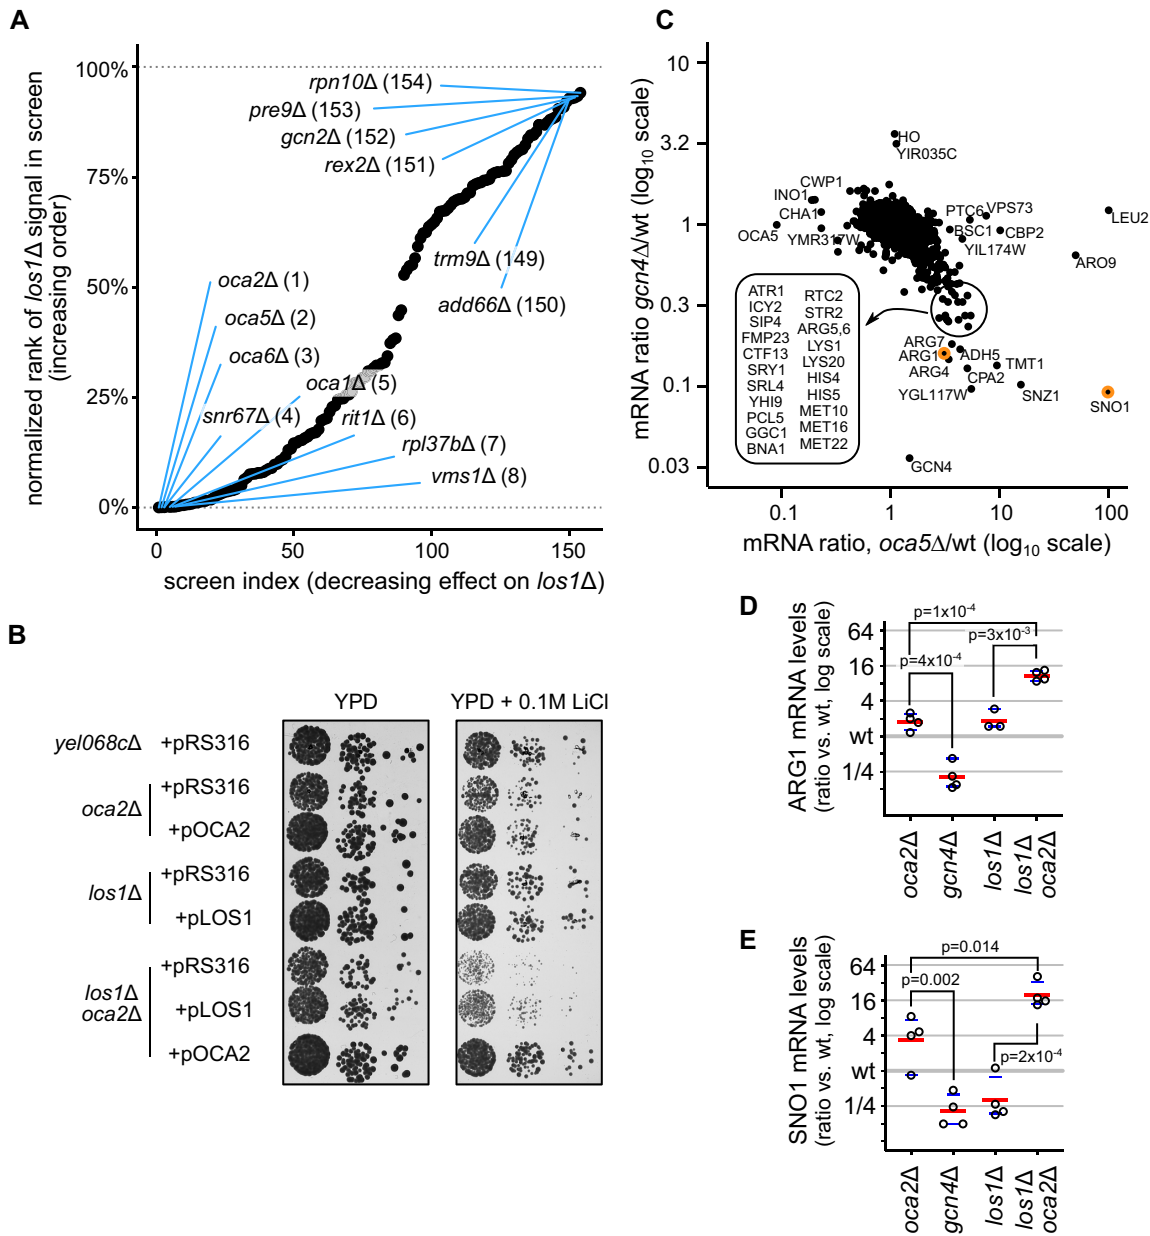 A
normalized rank of los1Δ signal in screen
(increasing order)
100%
75%
50%
25%
0%
rpn10Δ (154)
pre9Δ (153)
gcn2Δ (152)
rex2Δ (151)
trm9Δ (149)
add66Δ (150)
oca2Δ (1)
oca5Δ (2)
oca6Δ (3)
oca1Δ (5)
snr67Δ (4)
rit1Δ (6)
rpl37bΔ (7)
vms1Δ (8)
0
50
100
150
screen index (decreasing effect on los1Δ)
B
YPD
YPD + 0.1M LiCl
yel068cΔ
+pRS316
oca2Δ
+pRS316
+pOCA2
los1Δ
+pRS316
+pLOS1
los1Δ
oca2Δ
+pRS316
+pLOS1
+pOCA2
C
mRNA ratio gcn4Δ/wt (log10 scale)
10
3.2
1
0.3
0.1
0.03
HO
YIR035C
CWP1
INO1
CHA1
OCA5
YMR317W
PTC6
VPS73
BSC1
CBP2
YIL174W
LEU2
ARO9
ATR1
ICY2
SIP4
FMP23
CTF13
SRY1
SRL4
YHI9
PCL5
GGC1
BNA1
RTC2
STR2
ARG5,6
LYS1
LYS20
HIS4
HIS5
MET10
MET16
MET22
ARG7
ARG1
ARG4
ADH5
CPA2
TMT1
YGL117W
SNZ1
SNO1
GCN4
0.1
1
10
100
mRNA ratio, oca5Δ/wt (log10 scale)
D
ARG1 mRNA levels
(ratio vs. wt, log scale)
64
16
4
wt
1/4
p=1x10-4
p=3x10-3
p=4x10-4
oca2Δ
gcn4Δ
los1Δ
los1Δ
oca2Δ
E
SNO1 mRNA levels
(ratio vs. wt, log scale)
64
16
4
wt
1/4
p=0.014
p=0.002
p=2x10-4
oca2Δ
gcn4Δ
los1Δ
los1Δ
oca2Δ